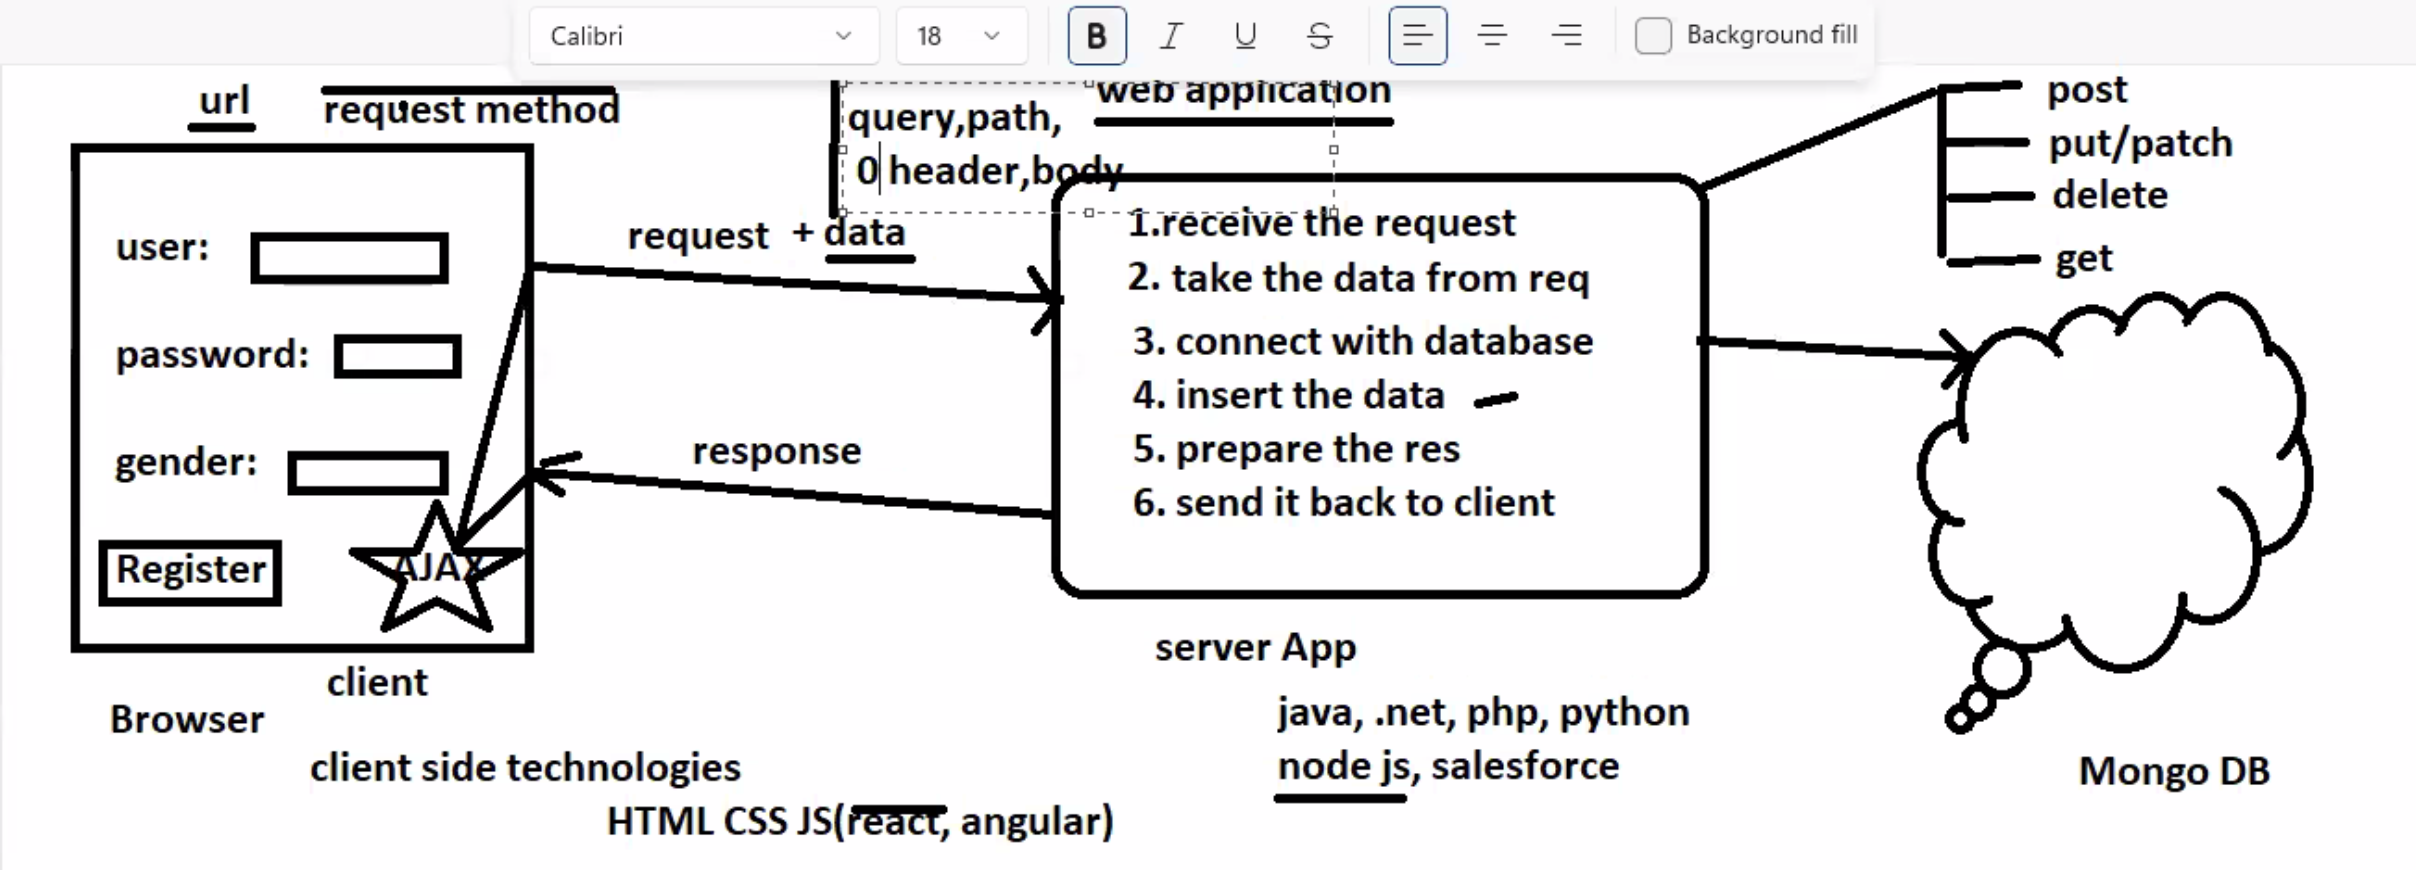 Calibri
18
B I U S
Background fill
url
request method
query,path,
0 header,body
web application
post
put/patch
delete
get
user:
password:
gender:
Register
AJAX
request + data
response
1.receive the request
2. take the data from req
3. connect with database
4. insert the data
5. prepare the res
6. send it back to client
client
Browser
client side technologies
HTML CSS JS(react, angular)
server App
java, .net, php, python
node js, salesforce
Mongo DB